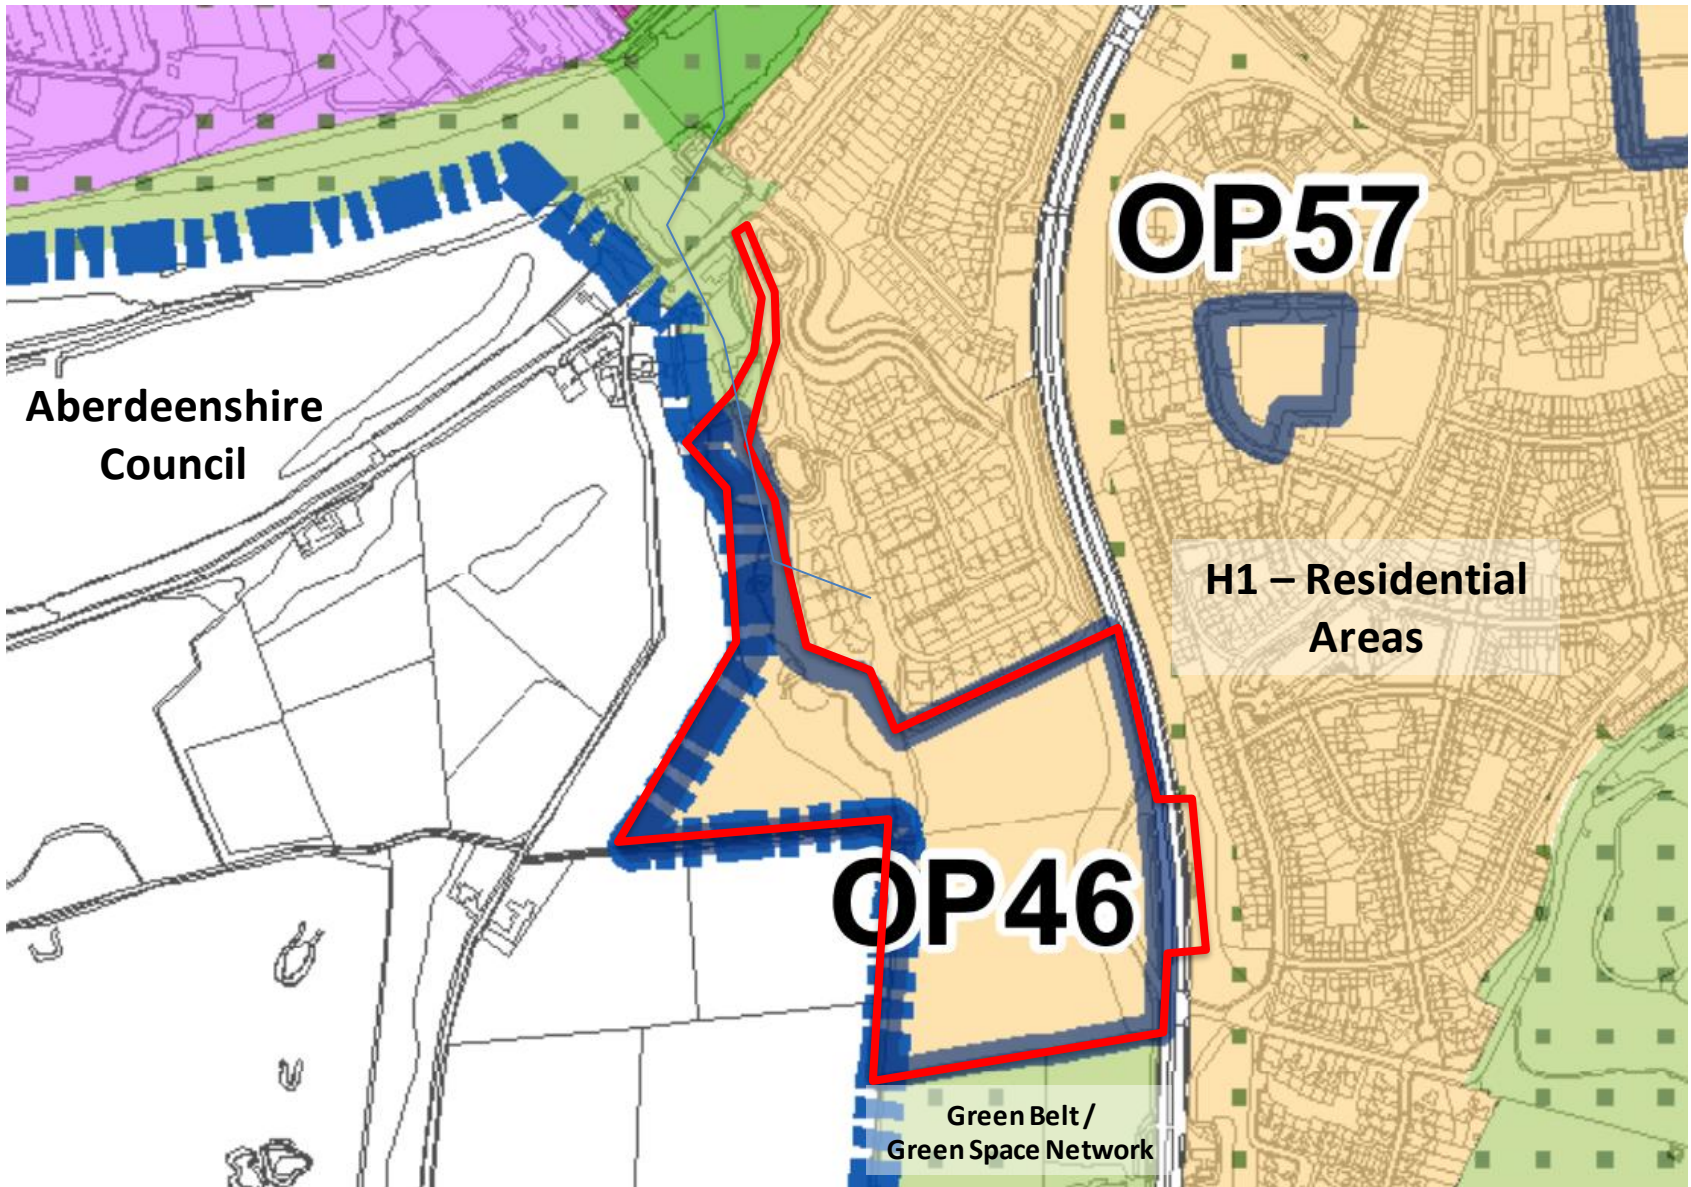 OP57
Aberdeenshire
Council
H1 – Residential
Areas
OP46
Green Belt /
Green Space Network